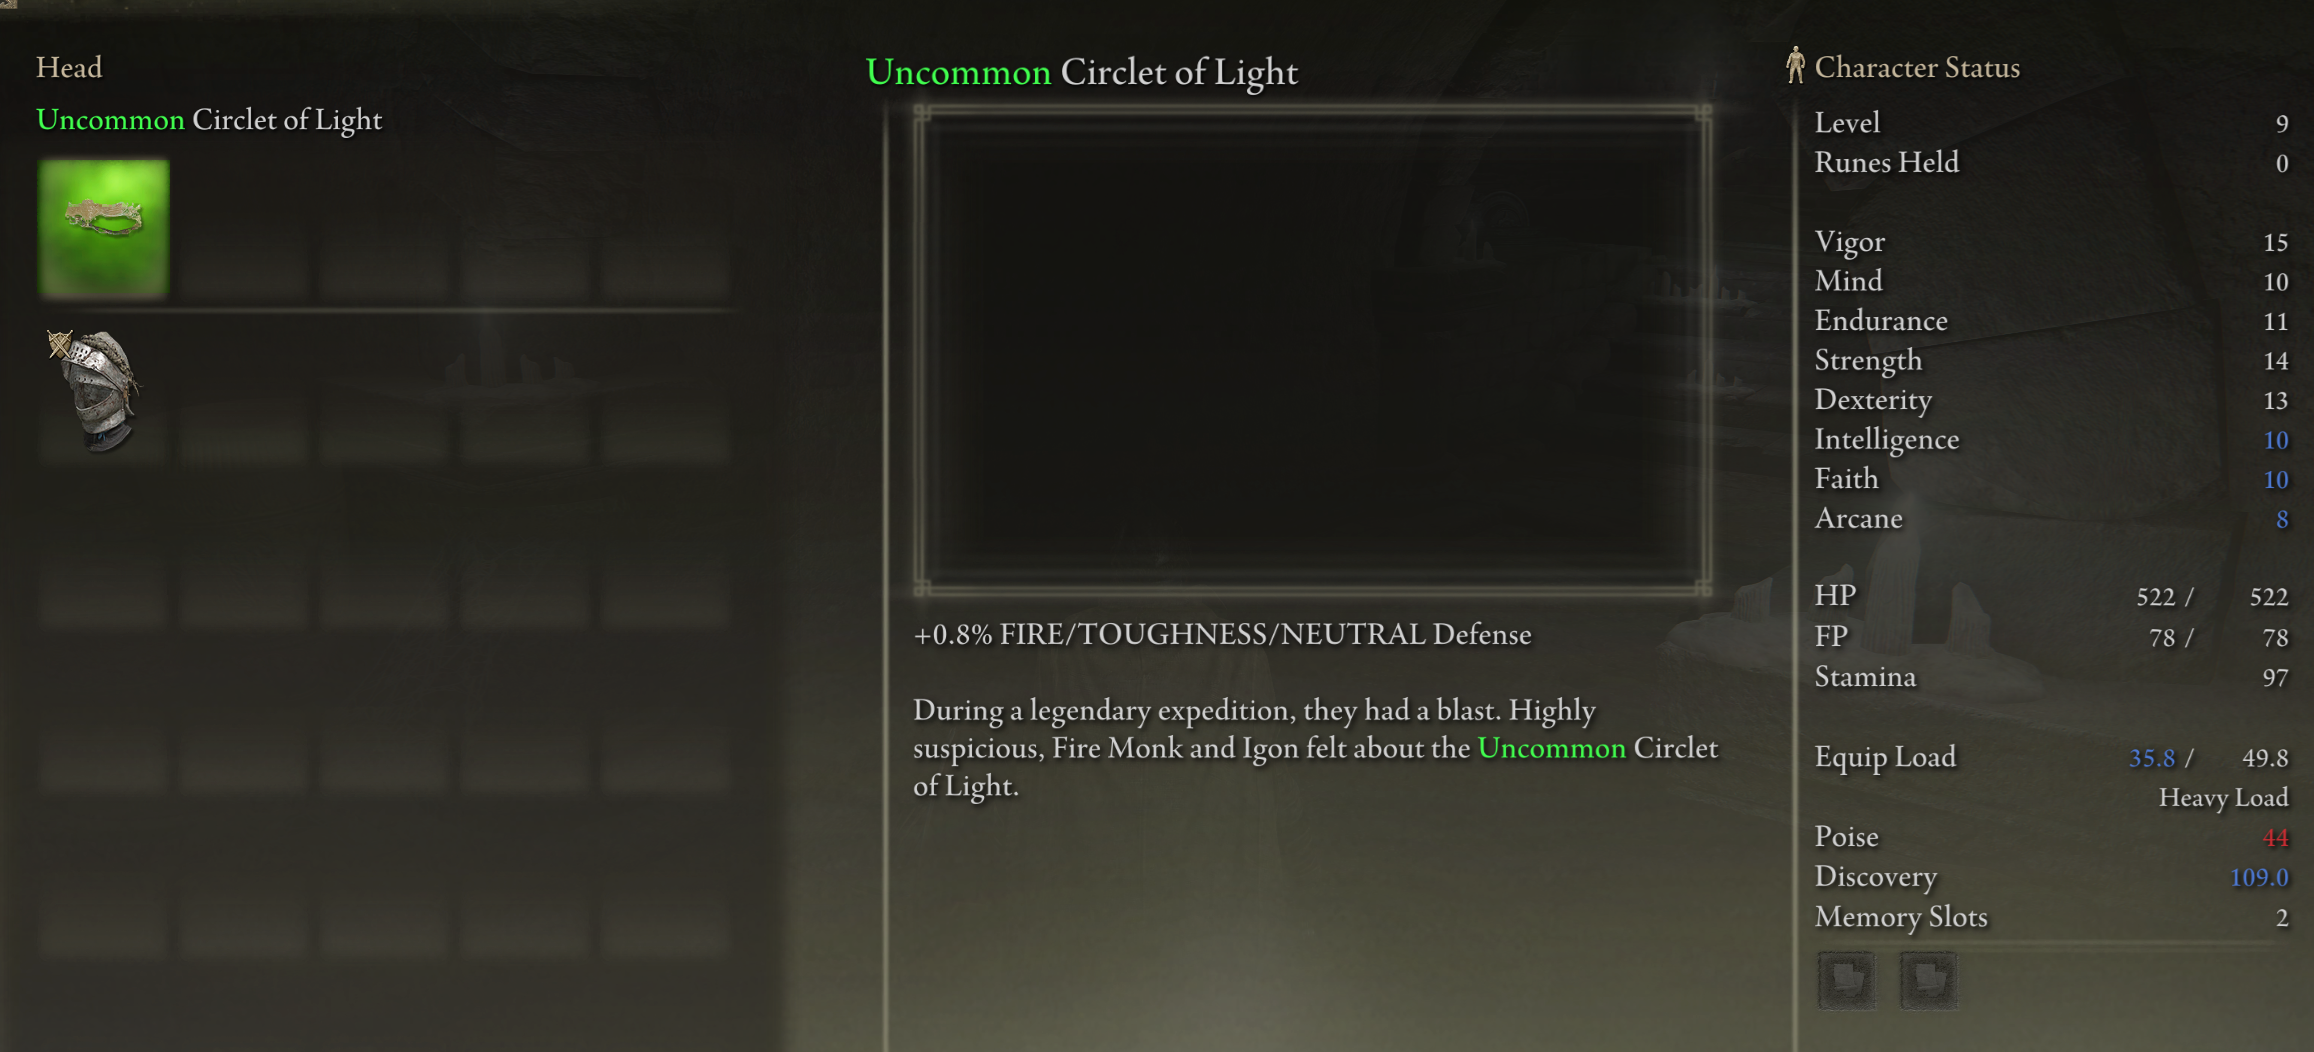 Head
Uncommon Circlet of Light
Uncommon Circlet of Light
+0.8% FIRE/TOUGHNESS/NEUTRAL Defense
During a legendary expedition, they had a blast. Highly
suspicious, Fire Monk and Igon felt about the Uncommon Circlet
of Light.
Character Status
Level 9
Runes Held 0
Vigor 15
Mind 10
Endurance 11
Strength 14
Dexterity 13
Intelligence 10
Faith 10
Arcane 8
HP 522 / 522
FP 78 / 78
Stamina 97
Equip Load 35.8 / 49.8
Heavy Load
Poise 44
Discovery 109.0
Memory Slots 2